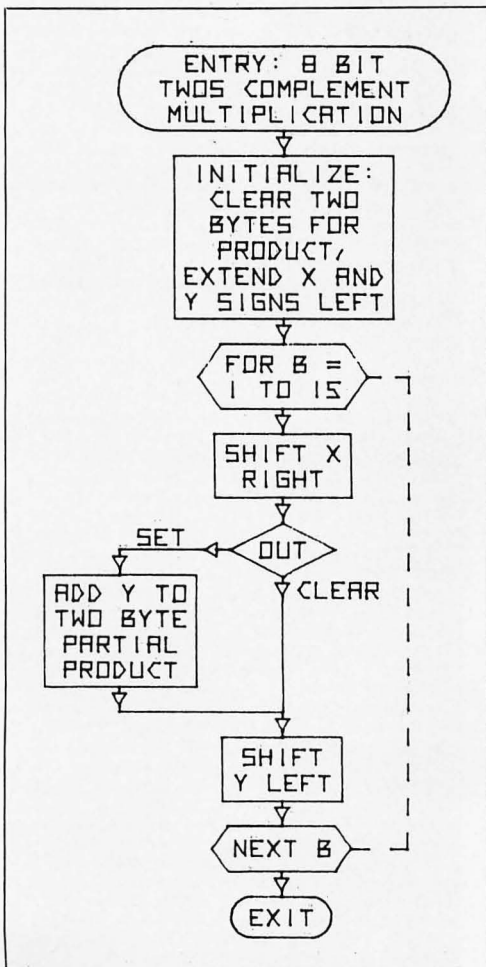 ENTRY: 8 BIT
TWOS COMPLEMENT
MULTIPLICATION
INITIALIZE:
CLEAR TWO
BYTES FOR
PRODUCT,
EXTEND X AND
Y SIGNS LEFT
FOR B =
1 TO 15
SHIFT X
RIGHT
OUT
SET
CLEAR
ADD Y TO
TWO BYTE
PARTIAL
PRODUCT
SHIFT
Y LEFT
NEXT B
EXIT